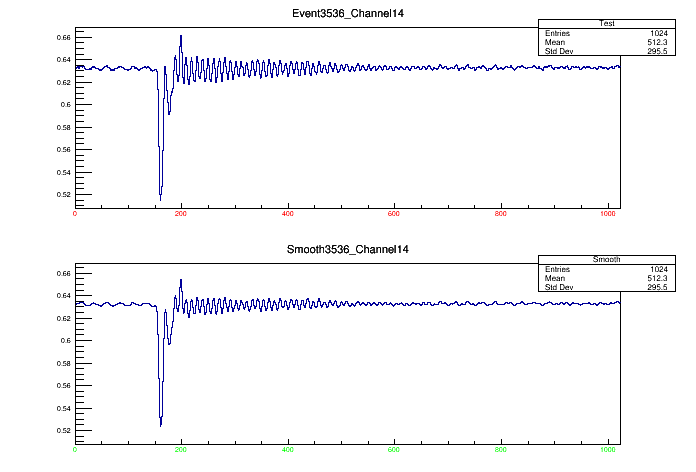 Event3536_Channel14
Test
Entries 1024
Mean 512.3
Std Dev 295.5
0.66
0.64
0.62
0.6
0.58
0.56
0.54
0.52
0 200 400 600 800 1000
Smooth3536_Channel14
Smooth
Entries 1024
Mean 512.3
Std Dev 295.5
0.66
0.64
0.62
0.6
0.58
0.56
0.54
0.52
0 200 400 600 800 1000